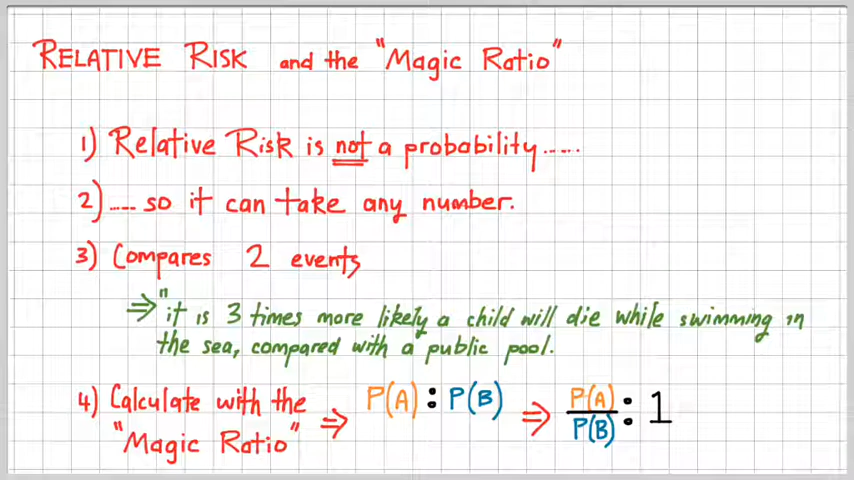 RELATIVE RISK and the "Magic Ratio"
1) Relative Risk is not a probability.....
2) .... so it can take any number.
3) Compares 2 events
⇒ "it is 3 times more likely a child will die while swimming in
the sea, compared with a public pool.
4) Calculate with the "Magic Ratio" ⇒ P(A) : P(B) ⇒ P(A)/P(B) : 1